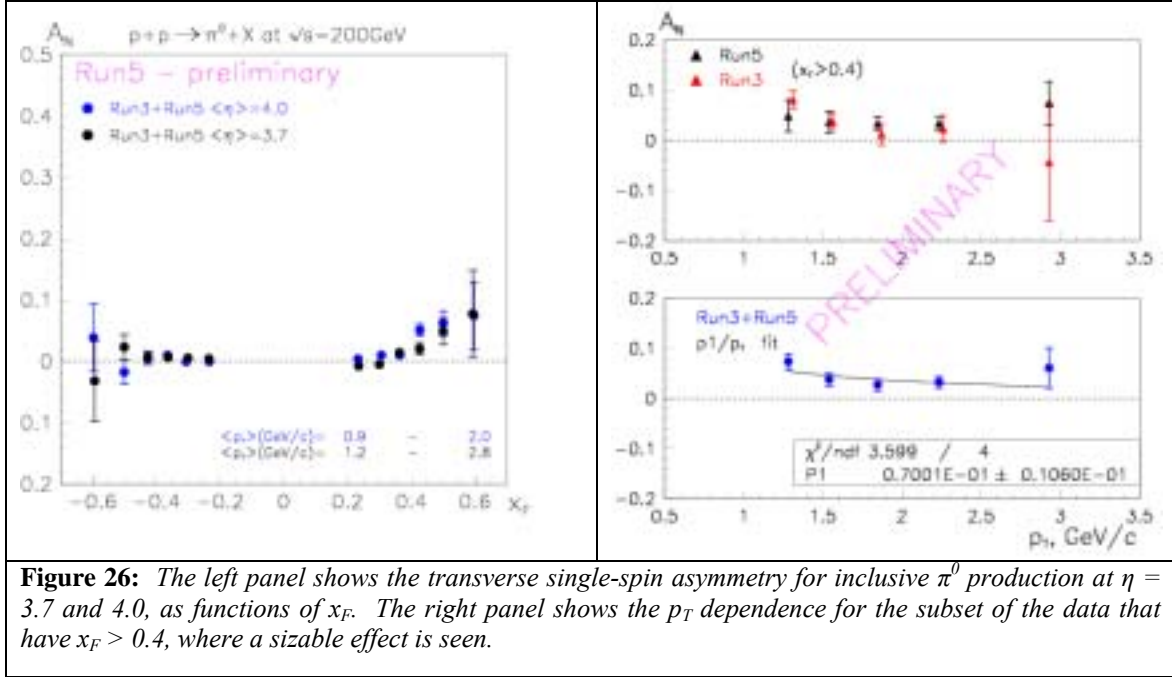 A_N p+p → π⁰+X at √s=200GeV
Run5 – preliminary
Run3+Run5 <η>=4.0
Run3+Run5 <η>=3.7
0.5
0.4
0.3
0.2
0.1
0
0.1
0.2
<p_T>(GeV/c)= 0.9 – 2.0
<p_T>(GeV/c)= 1.2 – 2.8
−0.6 −0.4 −0.2 0 0.2 0.4 0.6 x_F
A_N
0.2
0.1
0
−0.1
−0.2
Run5
Run3
(x_F>0.4)
0.5 1 1.5 2 2.5 3 3.5
PRELIMINARY
0.2
0.1
0
−0.1
−0.2
Run3+Run5
p1/p_T fit
χ²/ndf 3.599 / 4
P1 0.7001E−01 ± 0.1060E−01
0.5 1 1.5 2 2.5 3 3.5
p_T, GeV/c
Figure 26: The left panel shows the transverse single-spin asymmetry for inclusive π⁰ production at η =
3.7 and 4.0, as functions of x_F. The right panel shows the p_T dependence for the subset of the data that
have x_F > 0.4, where a sizable effect is seen.